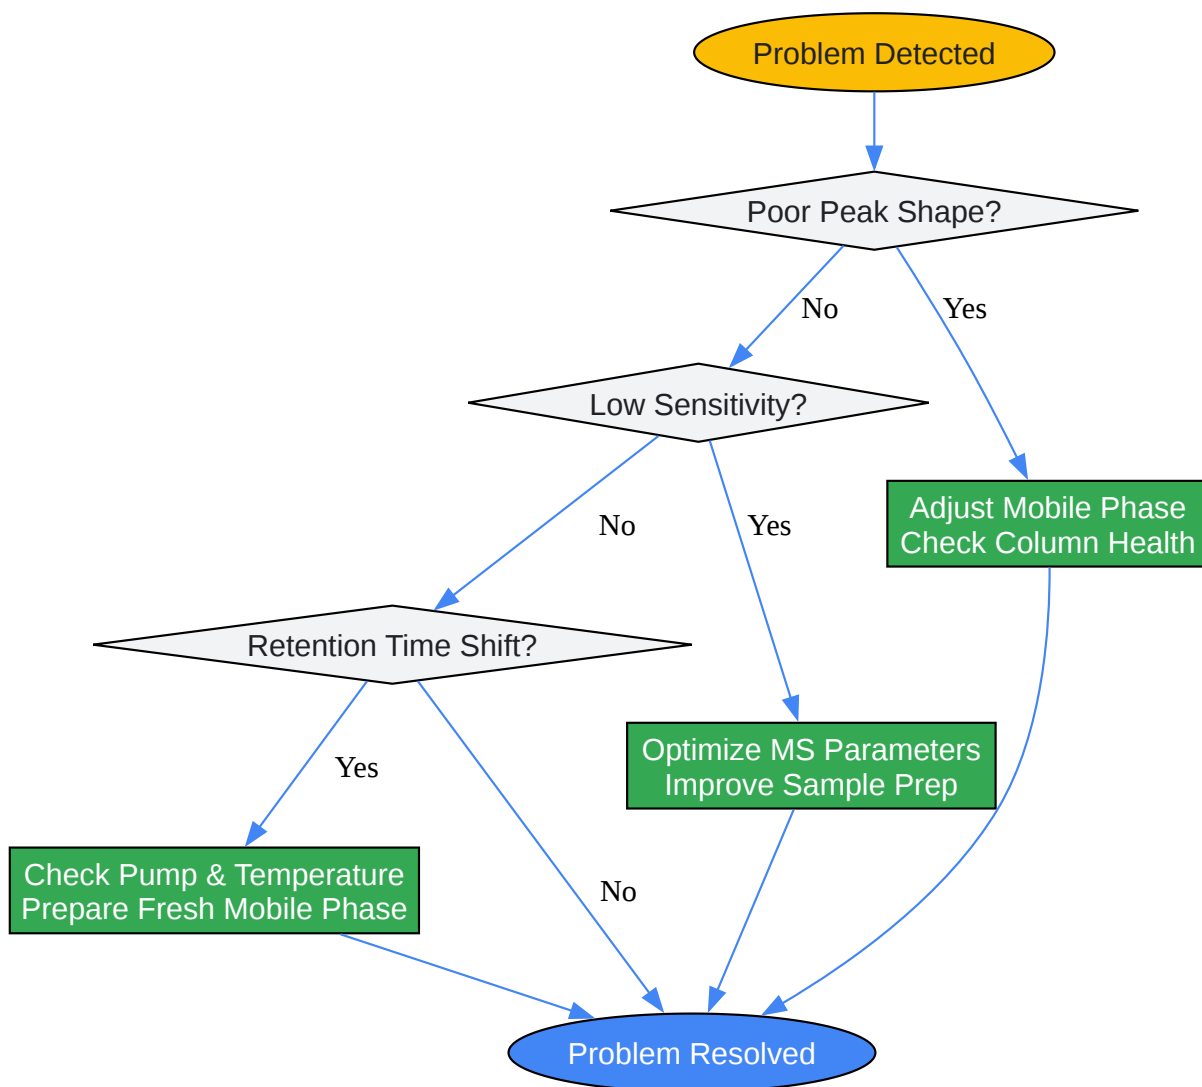 Problem Detected
Poor Peak Shape?
No
Yes
Low Sensitivity?
Adjust Mobile Phase
Check Column Health
No
Yes
Retention Time Shift?
Optimize MS Parameters
Improve Sample Prep
Yes
Check Pump & Temperature
Prepare Fresh Mobile Phase
No
Problem Resolved